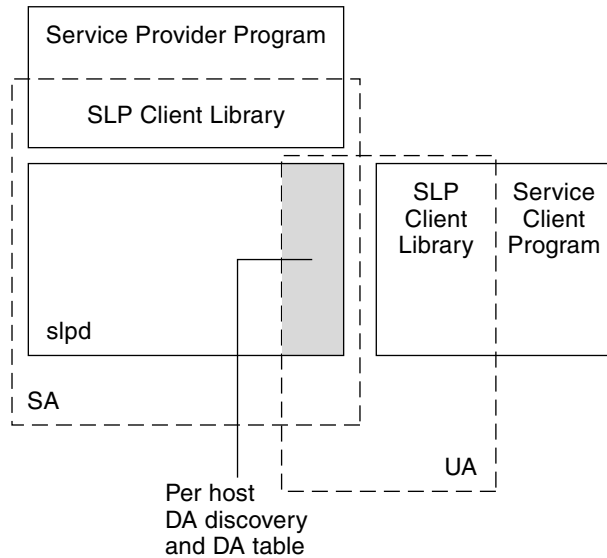 Service Provider Program
SLP Client Library
SLP
Client
Library
Service
Client
Program
slpd
SA
UA
Per host
DA discovery
and DA table